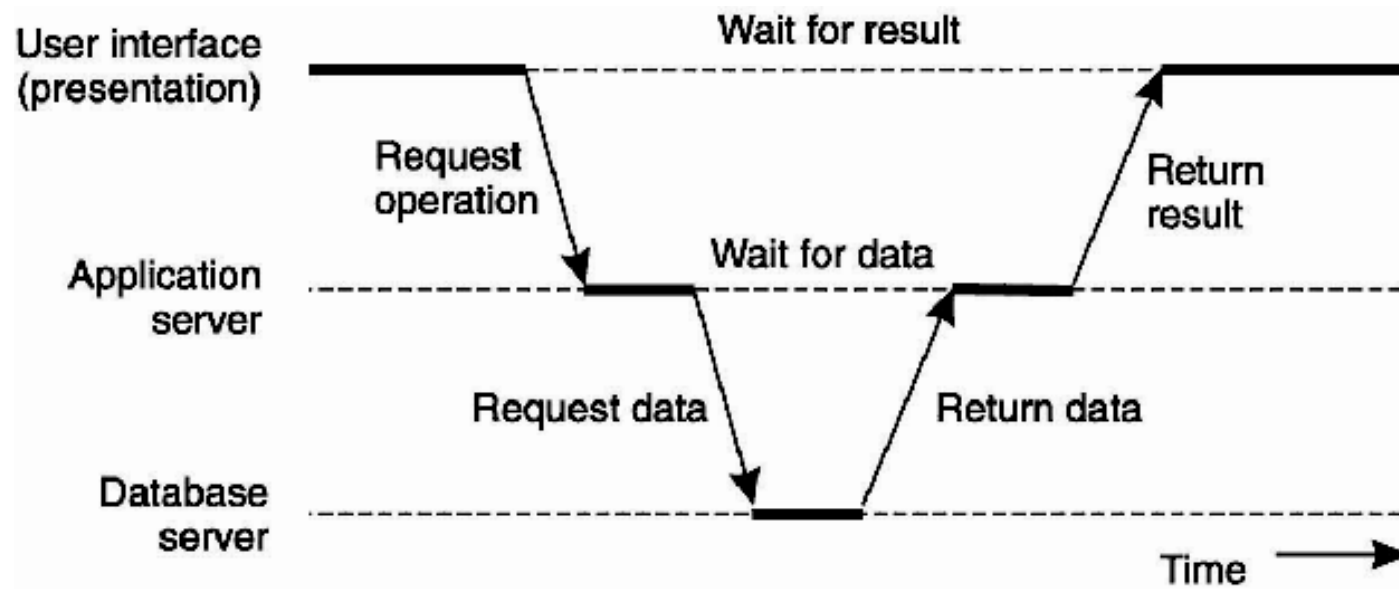 User interface
(presentation)
Wait for result
Request
operation
Return
result
Wait for data
Application
server
Request data
Return data
Database
server
Time